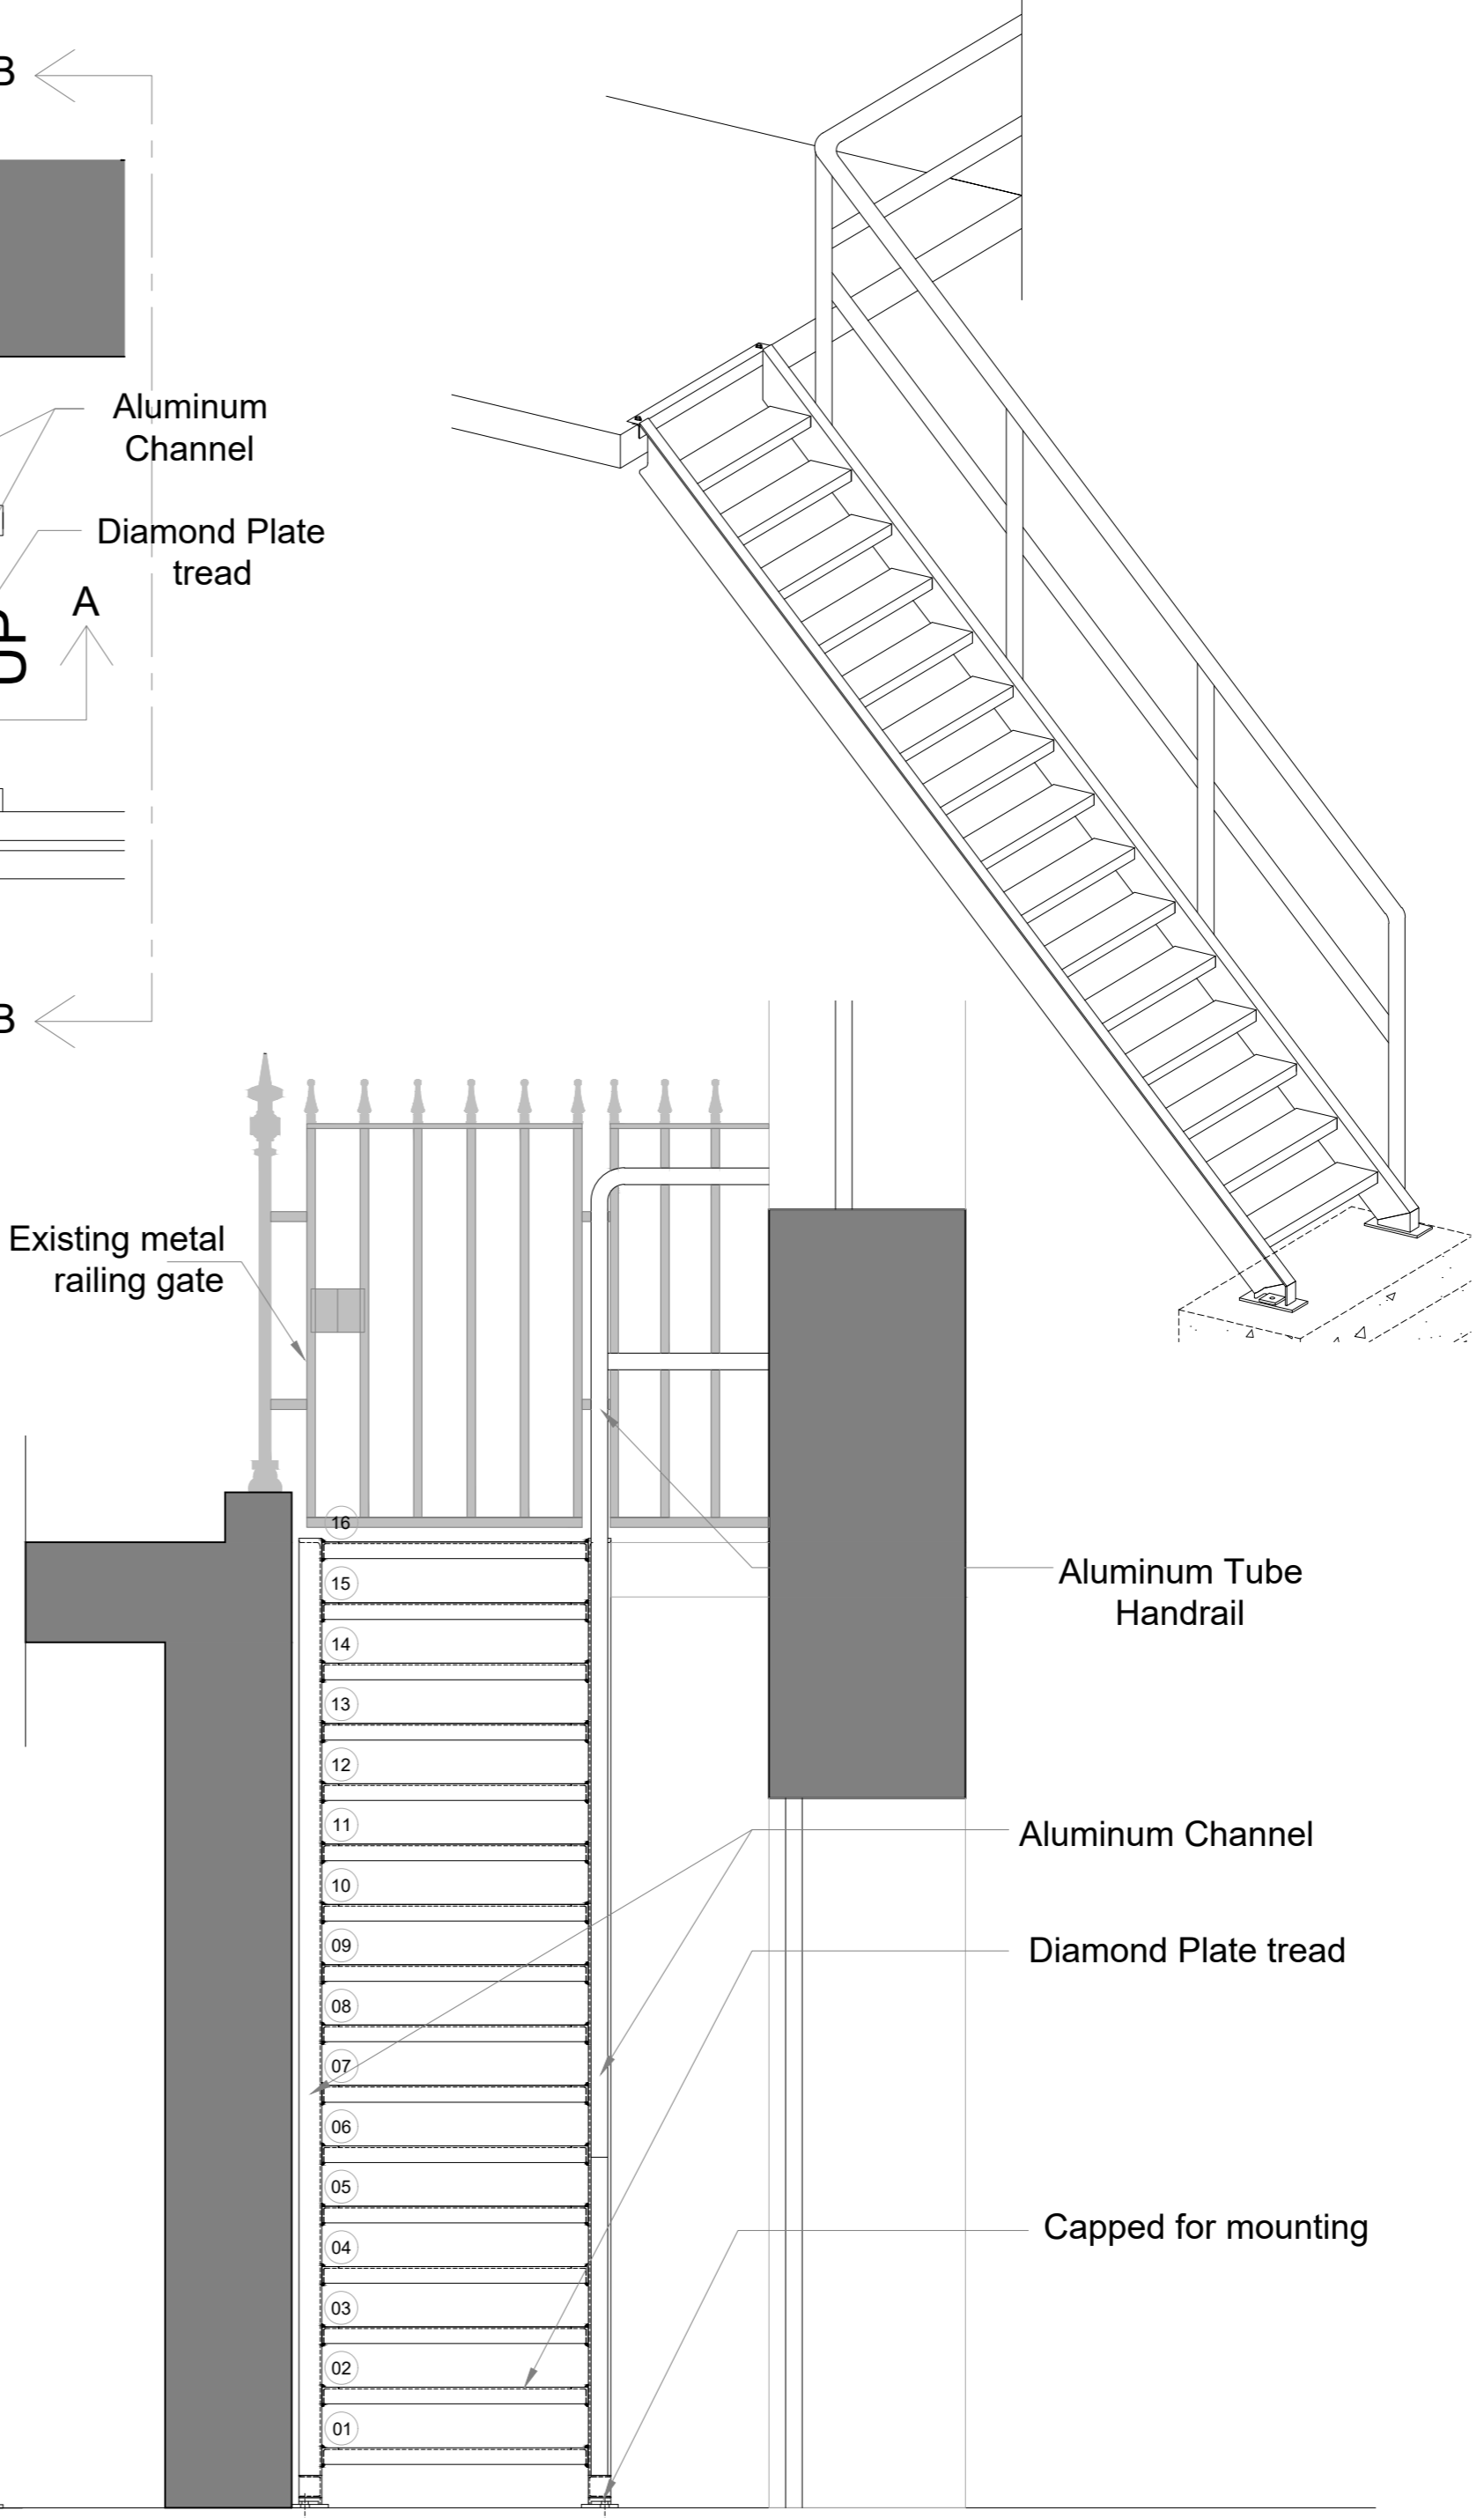 B
Aluminum
Channel
Diamond Plate
tread
A
UP
B
Existing metal
railing gate
16
15
Aluminum Tube
Handrail
14
13
12
11
Aluminum Channel
10
09
Diamond Plate tread
08
07
06
05
04
Capped for mounting
03
02
01